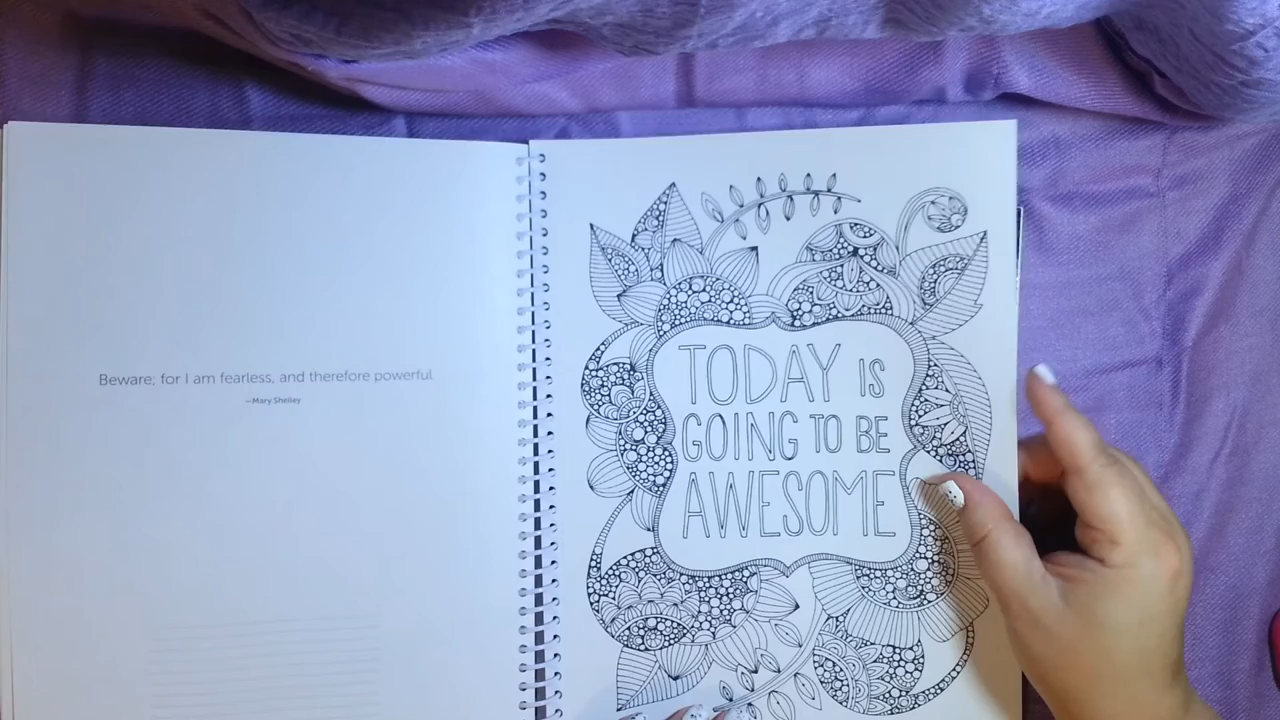 Beware; for I am fearless, and therefore powerful.
—Mary Shelley
TODAY IS
GOING TO BE
AWESOME